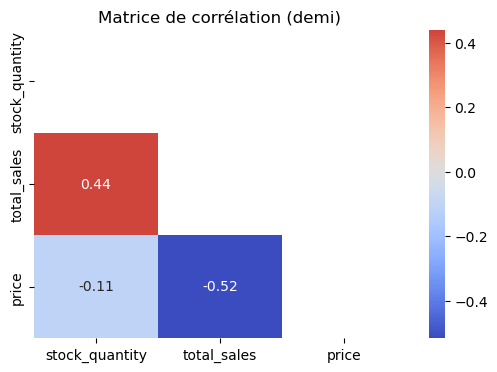 Matrice de corrélation (demi)
stock_quantity
total_sales
price
0.44
-0.11
-0.52
stock_quantity
total_sales
price
0.4
0.2
0.0
−0.2
−0.4